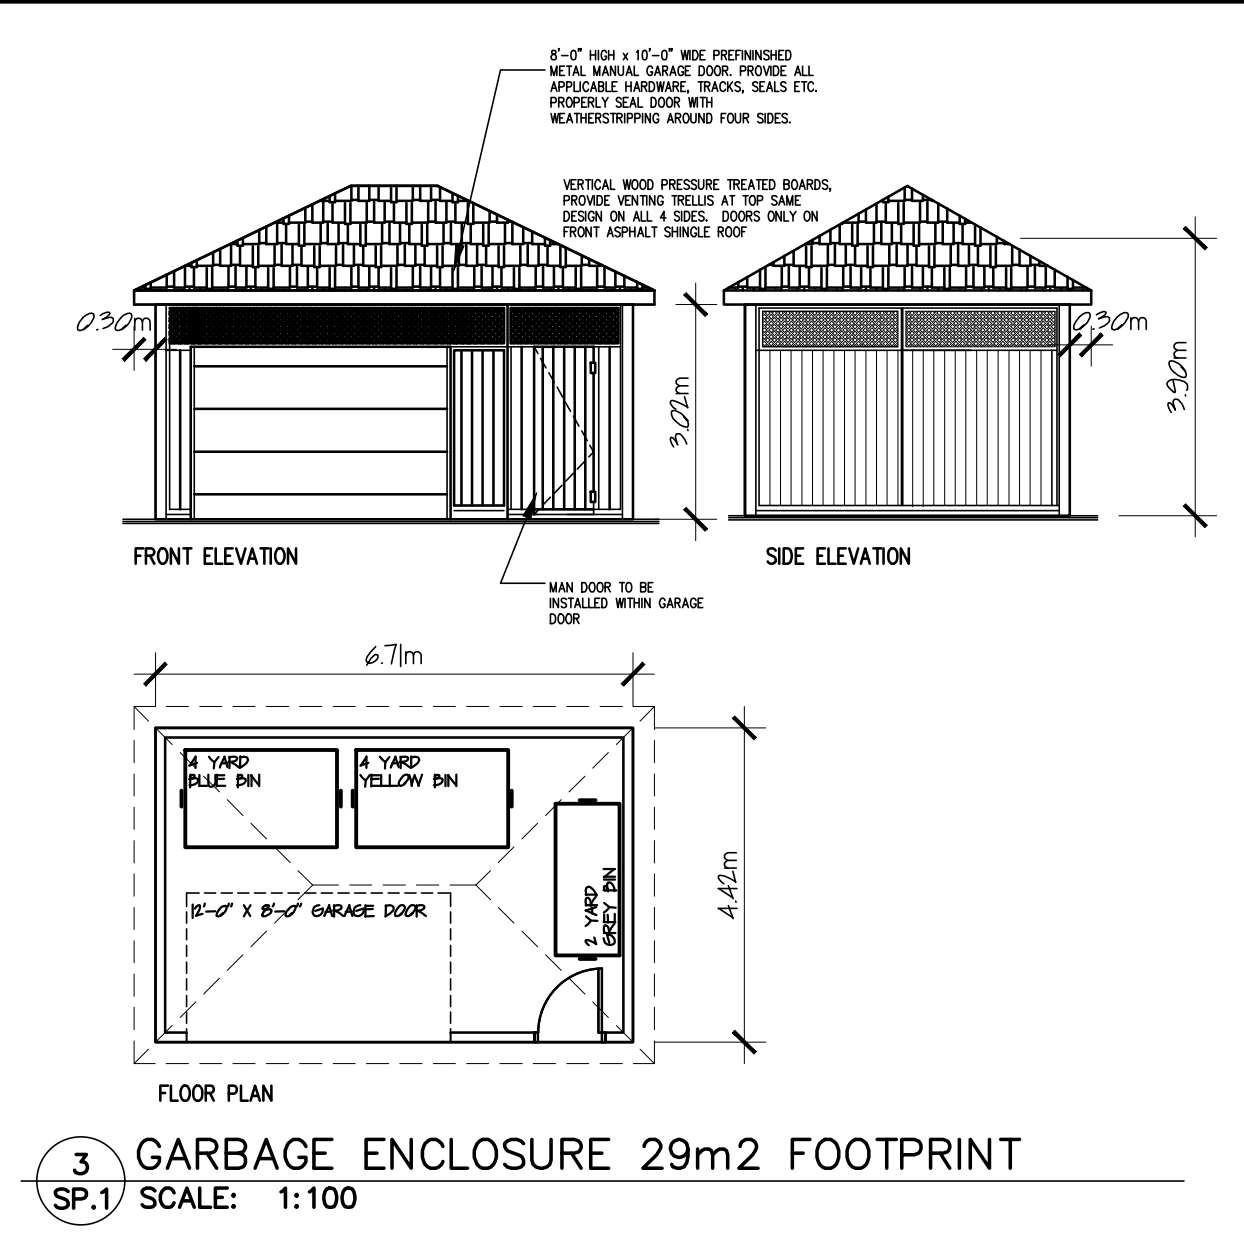 8'-0" HIGH x 10'-0" WIDE PREFININSHED
METAL MANUAL GARAGE DOOR. PROVIDE ALL
APPLICABLE HARDWARE, TRACKS, SEALS ETC.
PROPERLY SEAL DOOR WITH
WEATHERSTRIPPING AROUND FOUR SIDES.
VERTICAL WOOD PRESSURE TREATED BOARDS,
PROVIDE VENTING TRELLIS AT TOP SAME
DESIGN ON ALL 4 SIDES. DOORS ONLY ON
FRONT ASPHALT SHINGLE ROOF
0.30m
3.02m
0.30m
3.90m
FRONT ELEVATION
SIDE ELEVATION
MAN DOOR TO BE
INSTALLED WITHIN GARAGE
DOOR
6.71m
4 YARD
BLUE BIN
4 YARD
YELLOW BIN
2 YARD
GREY BIN
4.42m
12'-0" X 8'-0" GARAGE DOOR
FLOOR PLAN
3
SP.1
GARBAGE ENCLOSURE 29m2 FOOTPRINT
SCALE: 1:100